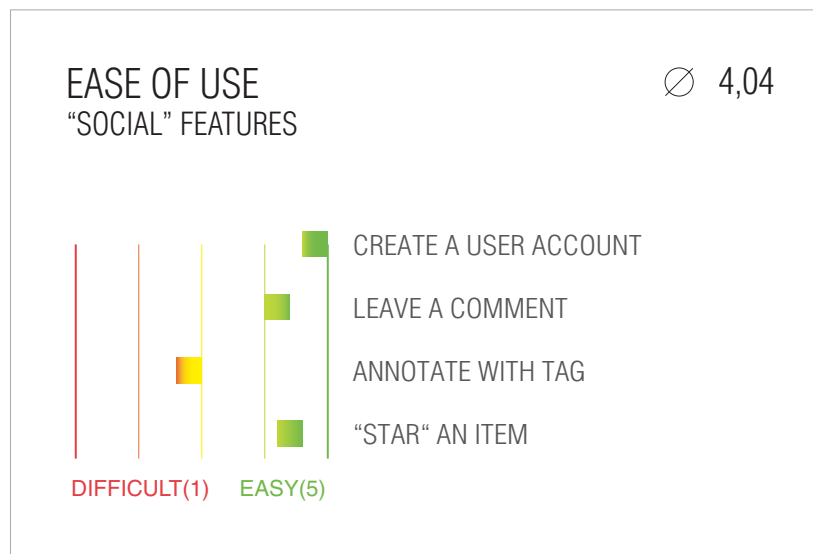 EASE OF USE
“SOCIAL” FEATURES
∅ 4,04
CREATE A USER ACCOUNT
LEAVE A COMMENT
ANNOTATE WITH TAG
“STAR“ AN ITEM
DIFFICULT(1) EASY(5)